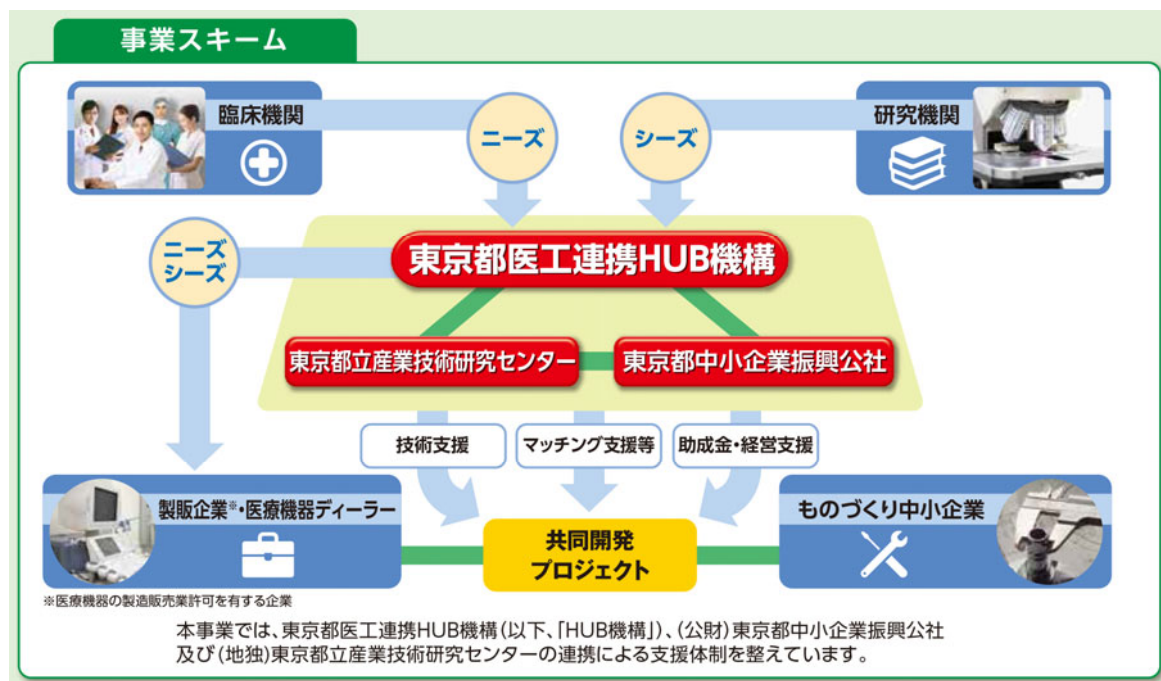 事業スキーム
臨床機関
ニーズ
シーズ
研究機関
ニーズ
シーズ
東京都医工連携HUB機構
東京都立産業技術研究センター
東京都中小企業振興公社
技術支援
マッチング支援等
助成金・経営支援
製販企業※・医療機器ディーラー
共同開発
プロジェクト
ものづくり中小企業
※医療機器の製造販売業許可を有する企業
本事業では、東京都医工連携HUB機構(以下、「HUB機構」)、(公財)東京都中小企業振興公社
及び(地独)東京都立産業技術研究センターの連携による支援体制を整えています。